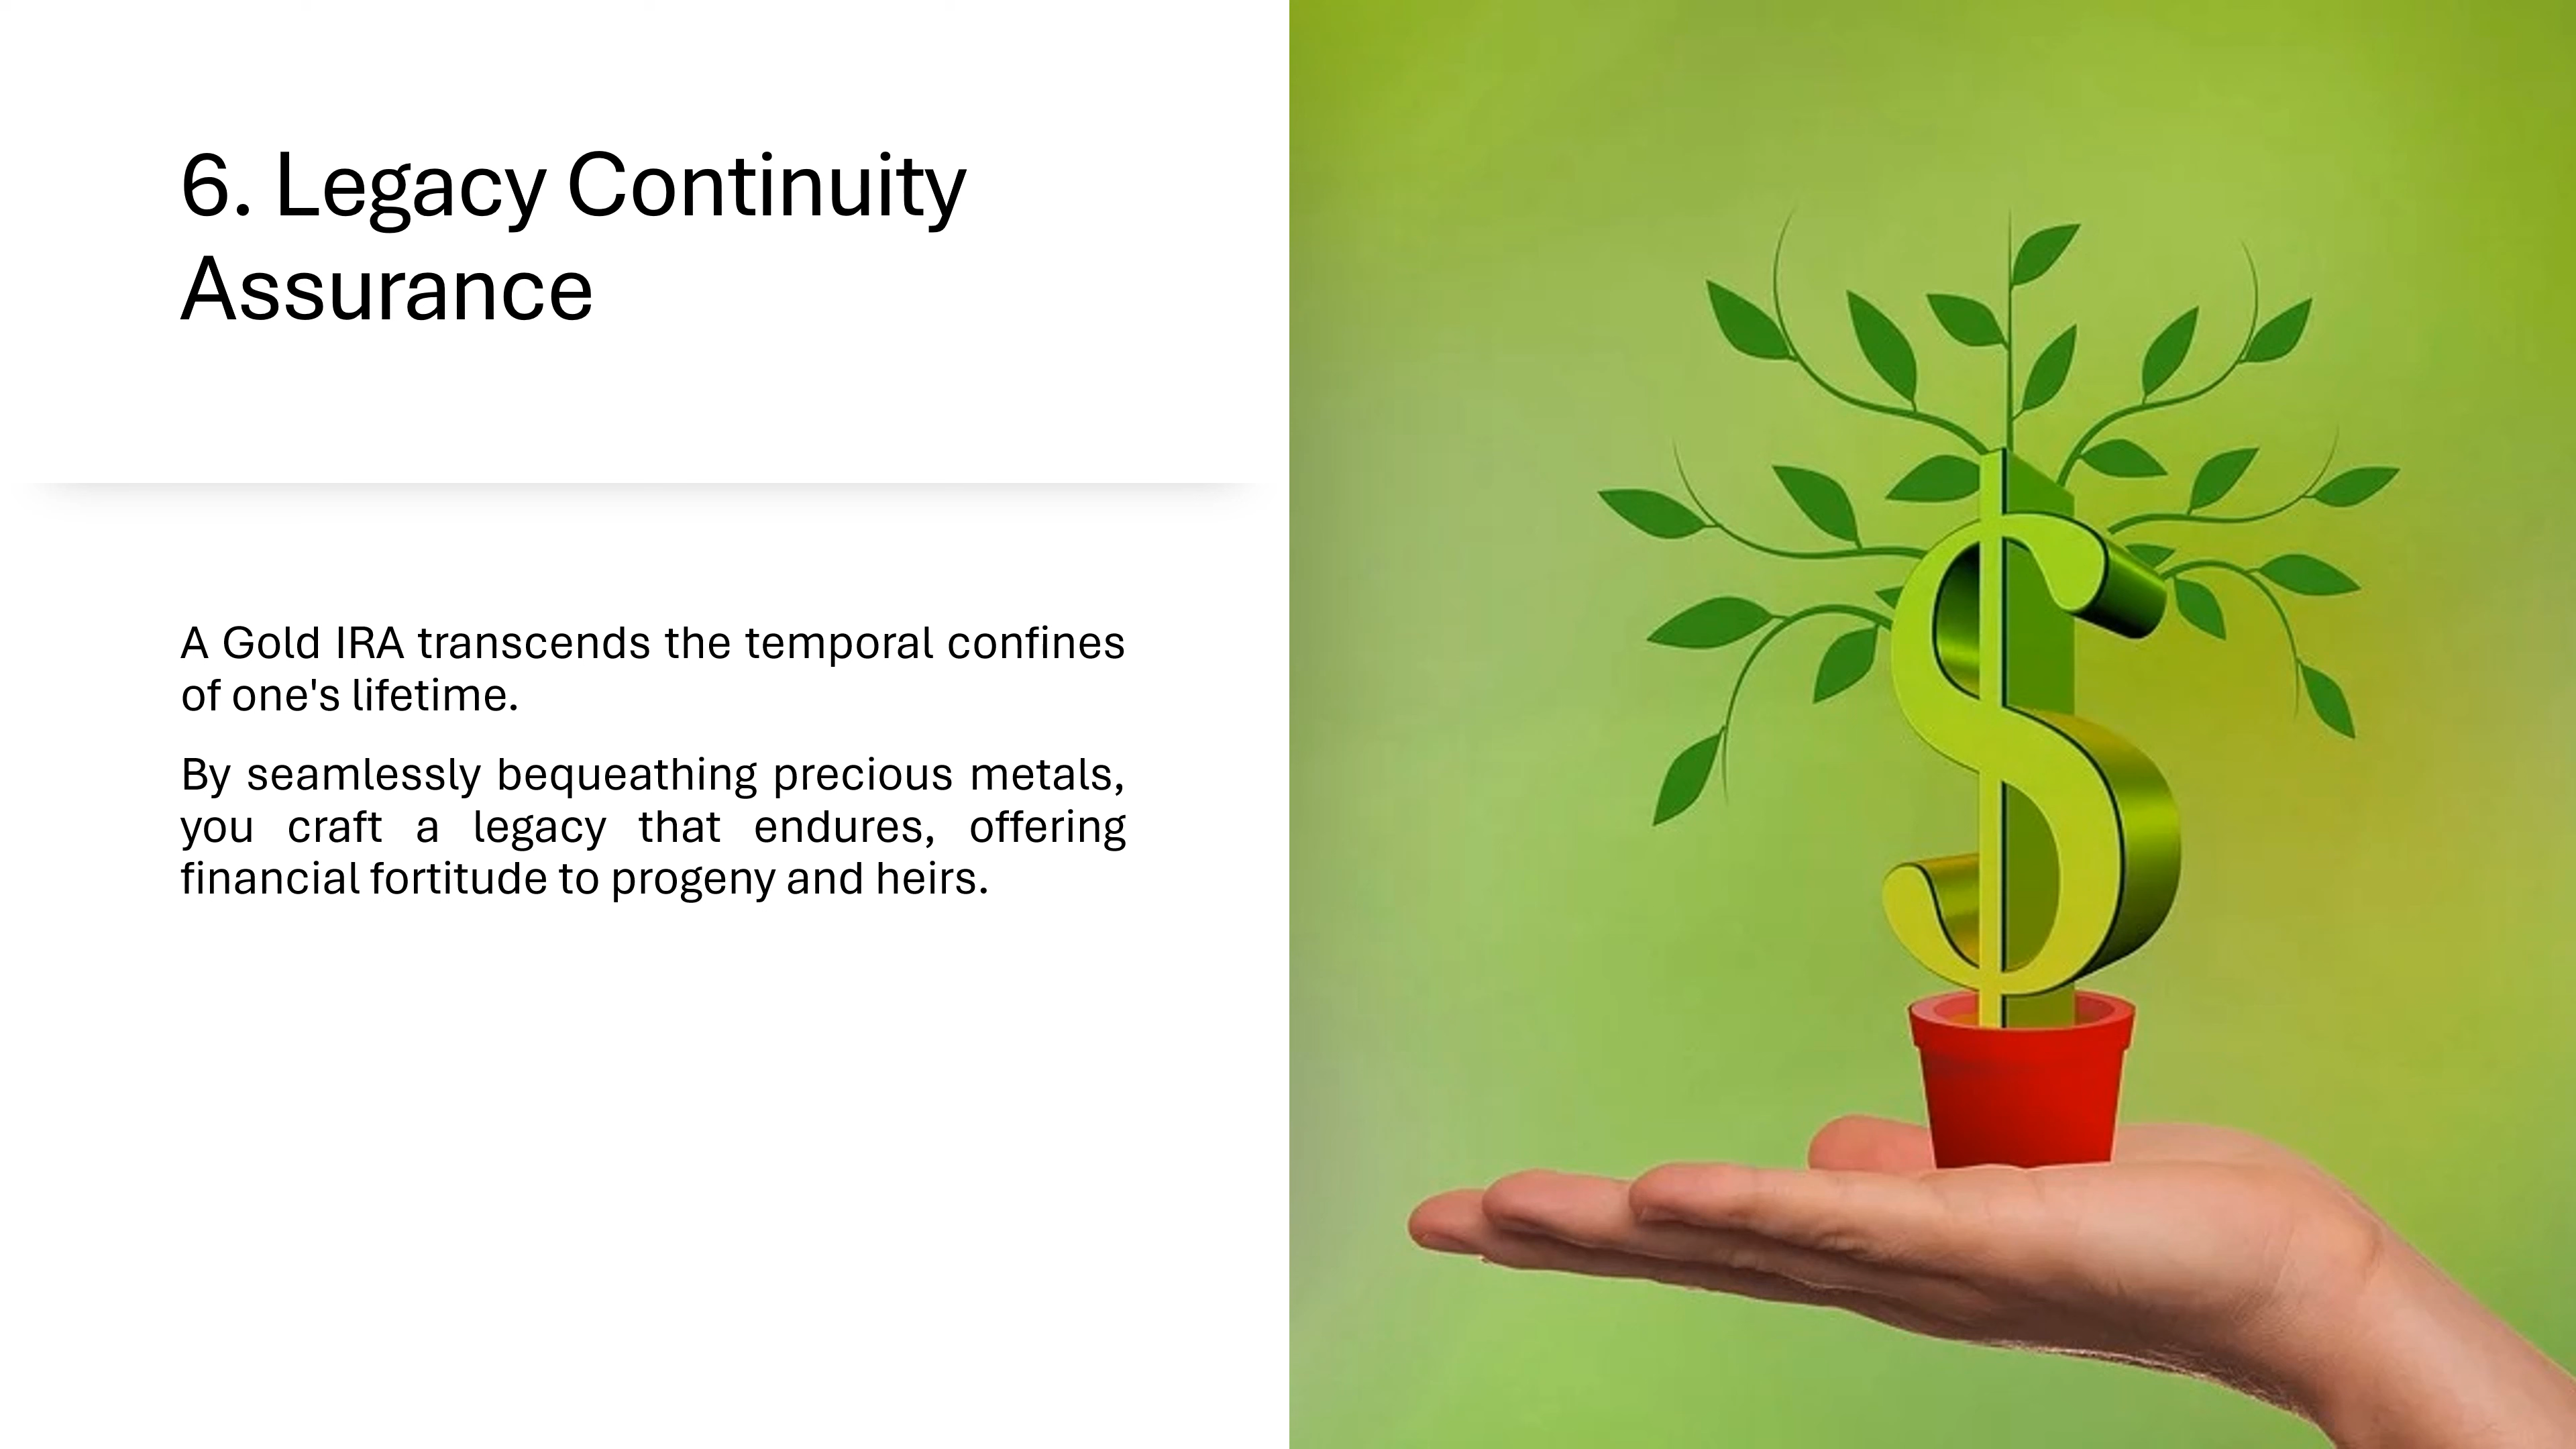 6. Legacy Continuity
Assurance
A Gold IRA transcends the temporal confines
of one's lifetime.
By seamlessly bequeathing precious metals,
you craft a legacy that endures, offering
financial fortitude to progeny and heirs.